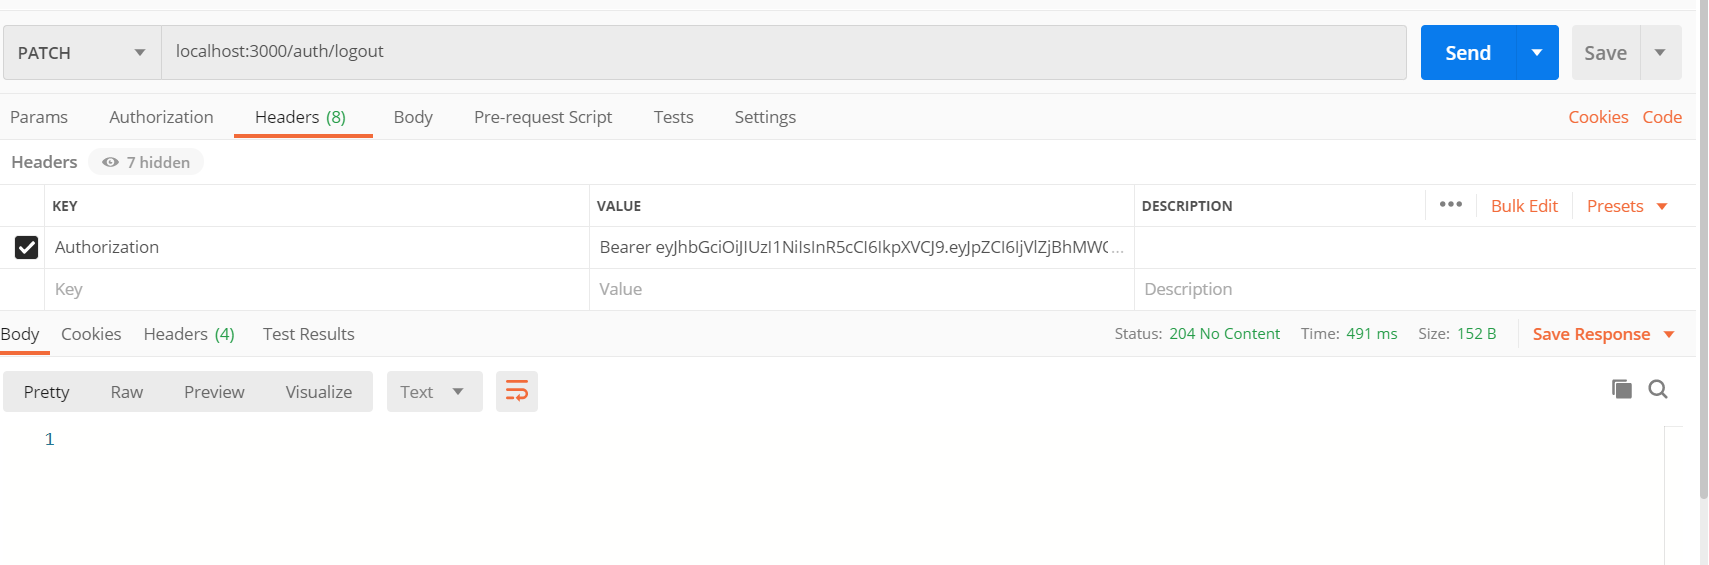 PATCH localhost:3000/auth/logout Send Save
Params Authorization Headers (8) Body Pre-request Script Tests Settings Cookies Code
Headers 7 hidden
KEY VALUE DESCRIPTION ••• Bulk Edit Presets
Authorization Bearer eyJhbGciOiJIUzI1NiIsInR5cCI6IkpXVCJ9.eyJpZCI6IjVlZjBhMWQ...
Key Value Description
Body Cookies Headers (4) Test Results Status: 204 No Content Time: 491 ms Size: 152 B Save Response
Pretty Raw Preview Visualize Text
1